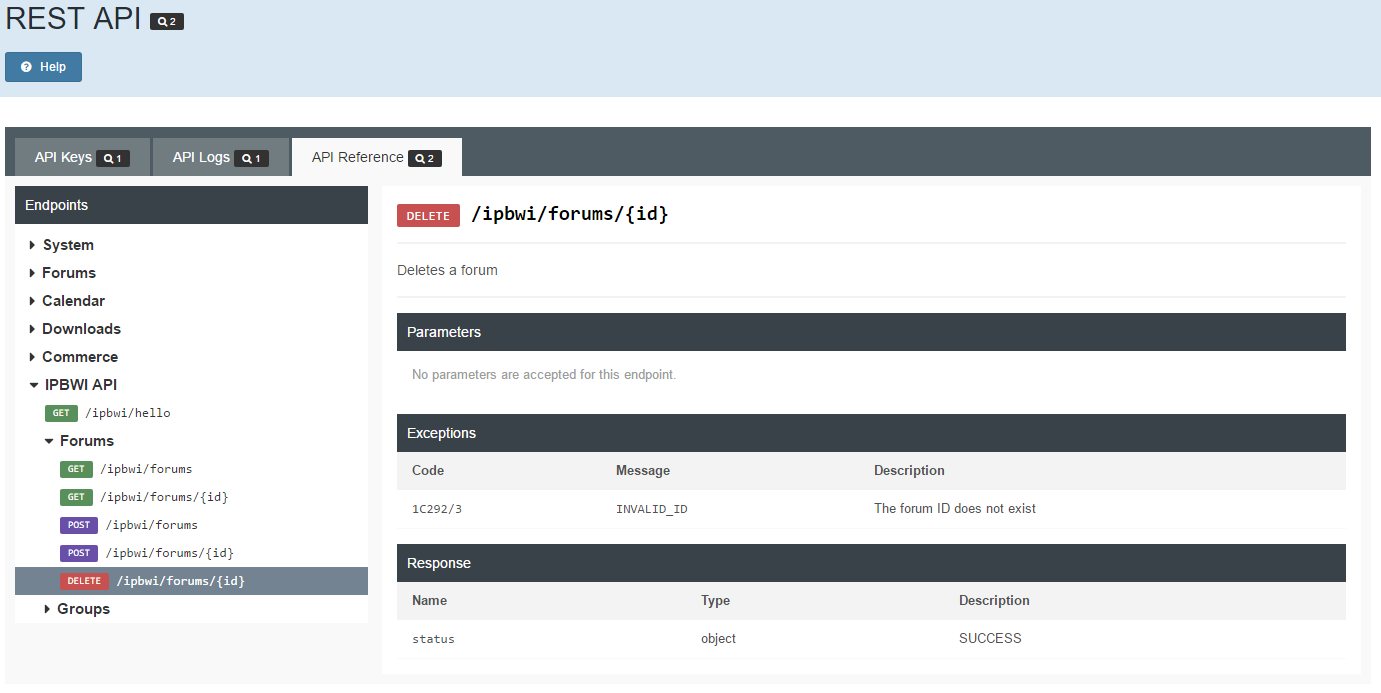 REST API 2
Help
API Keys 1 API Logs 1 API Reference 2
Endpoints
System
Forums
Calendar
Downloads
Commerce
IPBWI API
GET /ipbwi/hello
Forums
GET /ipbwi/forums
GET /ipbwi/forums/{id}
POST /ipbwi/forums
POST /ipbwi/forums/{id}
DELETE /ipbwi/forums/{id}
Groups
DELETE /ipbwi/forums/{id}
Deletes a forum
Parameters
No parameters are accepted for this endpoint.
Exceptions
Code Message Description
1C292/3 INVALID_ID The forum ID does not exist
Response
Name Type Description
status object SUCCESS